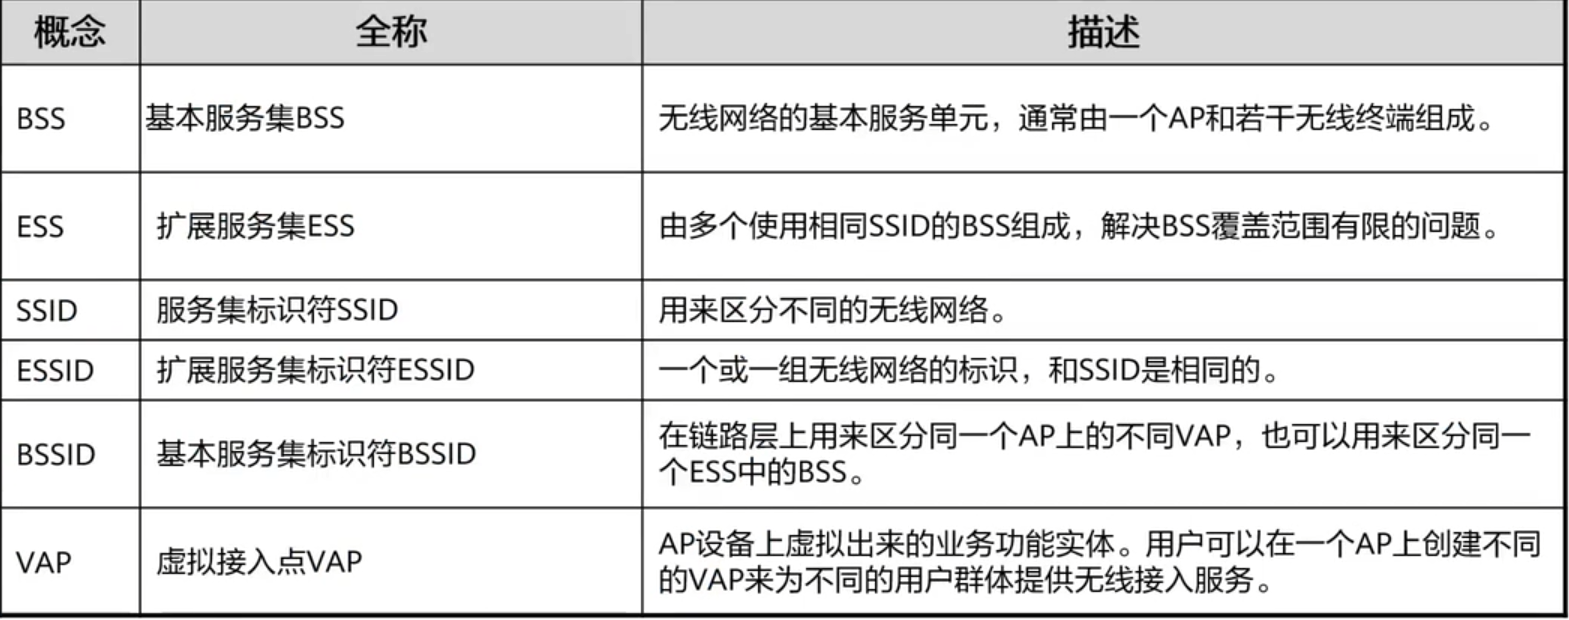 概念 全称 描述
BSS 基本服务集BSS 无线网络的基本服务单元，通常由一个AP和若干无线终端组成。
ESS 扩展服务集ESS 由多个使用相同SSID的BSS组成，解决BSS覆盖范围有限的问题。
SSID 服务集标识符SSID 用来区分不同的无线网络。
ESSID 扩展服务集标识符ESSID 一个或一组无线网络的标识，和SSID是相同的。
BSSID 基本服务集标识符BSSID 在链路层上用来区分同一个AP上的不同VAP，也可以用来区分同一
个ESS中的BSS。
VAP 虚拟接入点VAP AP设备上虚拟出来的业务功能实体。用户可以在一个AP上创建不同
的VAP来为不同的用户群体提供无线接入服务。